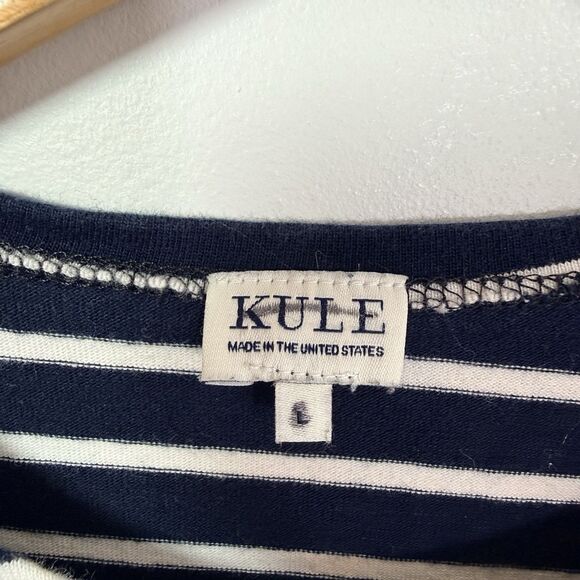 KULE
MADE IN THE UNITED STATES
L